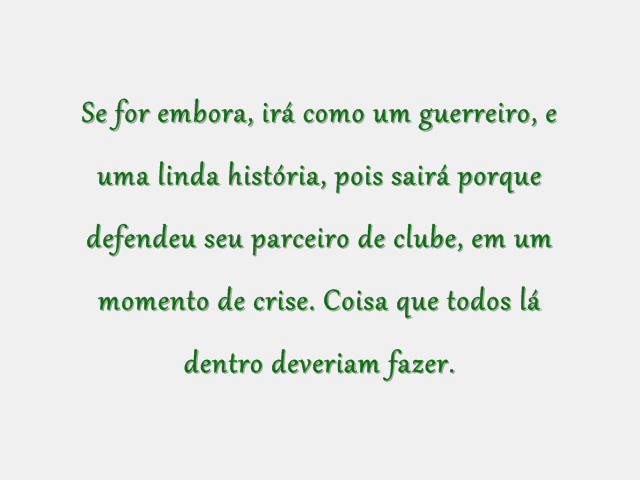 Se for embora, irá como um guerreiro, e
uma linda história, pois sairá porque
defendeu seu parceiro de clube, em um
momento de crise. Coisa que todos lá
dentro deveriam fazer.